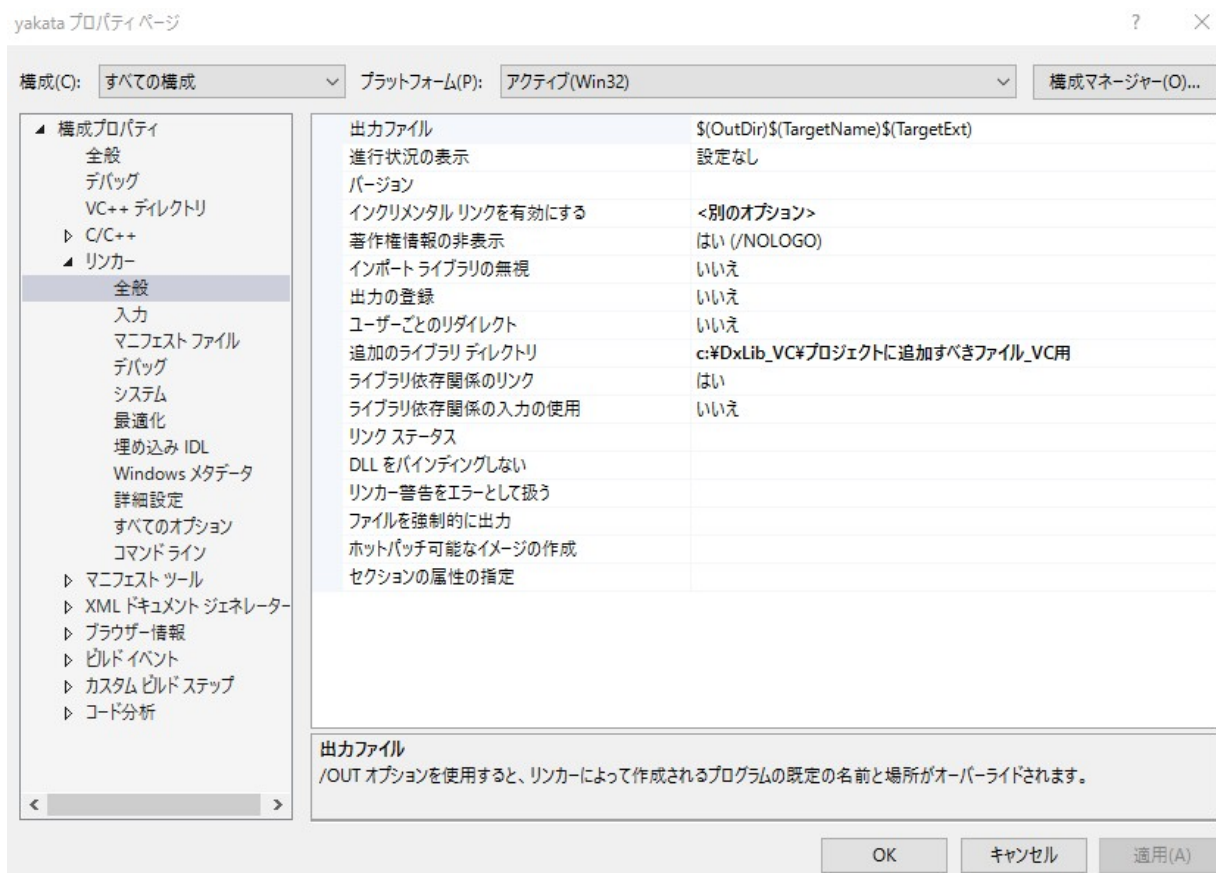 yakata プロパティ ページ
? ×
構成(C): すべての構成 プラットフォーム(P): アクティブ(Win32) 構成マネージャー(O)...
構成プロパティ
全般
デバッグ
VC++ ディレクトリ
C/C++
リンカー
全般
入力
マニフェスト ファイル
デバッグ
システム
最適化
埋め込み IDL
Windows メタデータ
詳細設定
すべてのオプション
コマンド ライン
マニフェスト ツール
XML ドキュメント ジェネレーター
ブラウザー情報
ビルド イベント
カスタム ビルド ステップ
コード分析
出力ファイル $(OutDir)$(TargetName)$(TargetExt)
進行状況の表示 設定なし
バージョン
インクリメンタル リンクを有効にする <別のオプション>
著作権情報の非表示 はい (/NOLOGO)
インポート ライブラリの無視 いいえ
出力の登録 いいえ
ユーザーごとのリダイレクト いいえ
追加のライブラリ ディレクトリ c:¥DxLib_VC¥プロジェクトに追加すべきファイル_VC用
ライブラリ依存関係のリンク はい
ライブラリ依存関係の入力の使用 いいえ
リンク ステータス
DLL をバインディングしない
リンカー警告をエラーとして扱う
ファイルを強制的に出力
ホットパッチ可能なイメージの作成
セクションの属性の指定
出力ファイル
/OUT オプションを使用すると、リンカーによって作成されるプログラムの既定の名前と場所がオーバーライドされます。
OK キャンセル 適用(A)